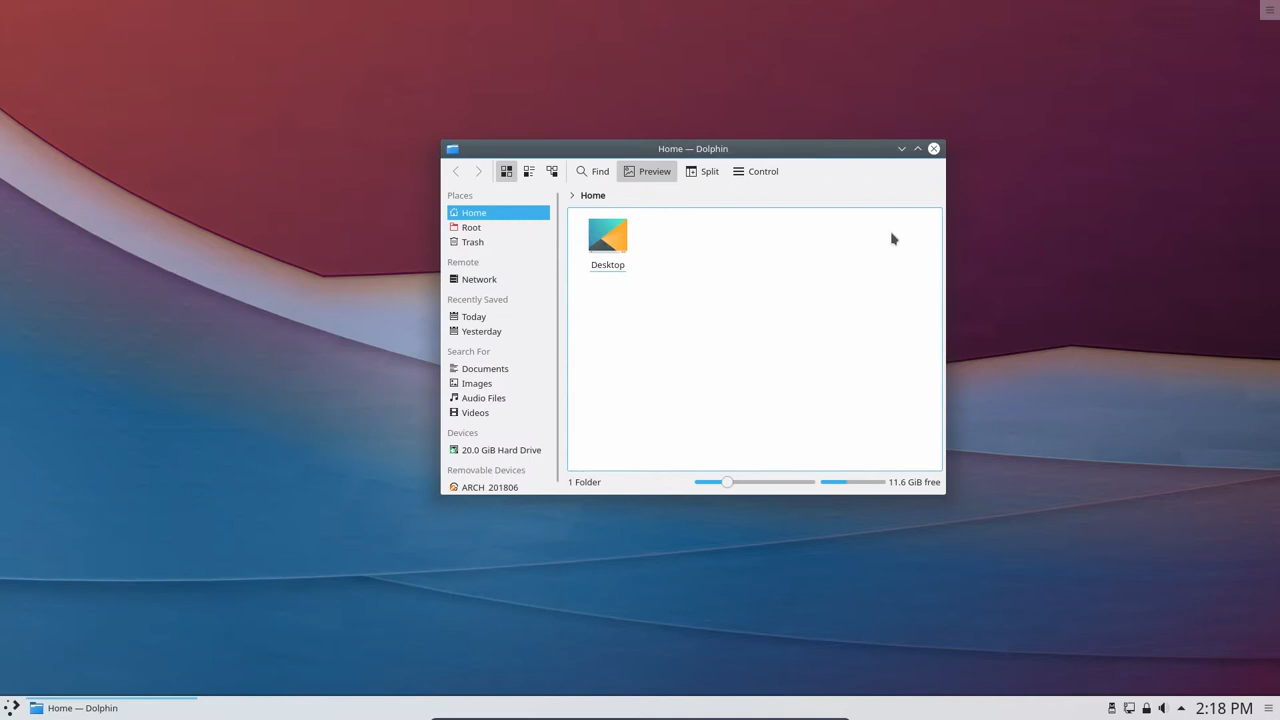 Home — Dolphin
Find Preview Split Control
Places
Home
Home
Root
Trash
Remote
Network
Recently Saved
Today
Yesterday
Search For
Documents
Images
Audio Files
Videos
Devices
20.0 GiB Hard Drive
Removable Devices
ARCH_201806
Desktop
1 Folder
11.6 GiB free
Home — Dolphin
2:18 PM